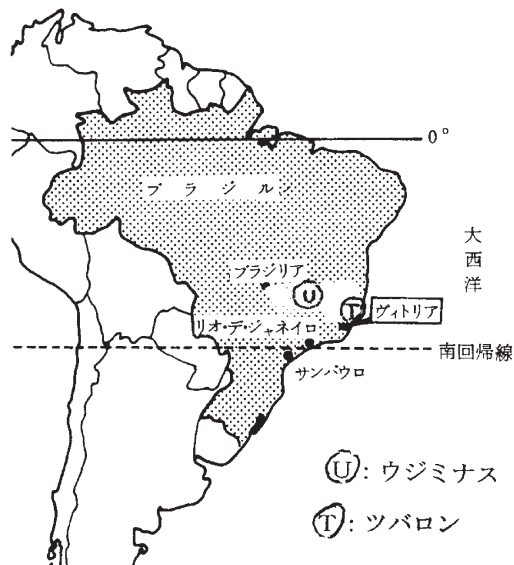 0°
ブラジル
大西洋
ブラジリア
U
T
ヴィトリア
リオ・デ・ジャネイロ
南回帰線
サンパウロ
U: ウジミナス
T: ツバロン